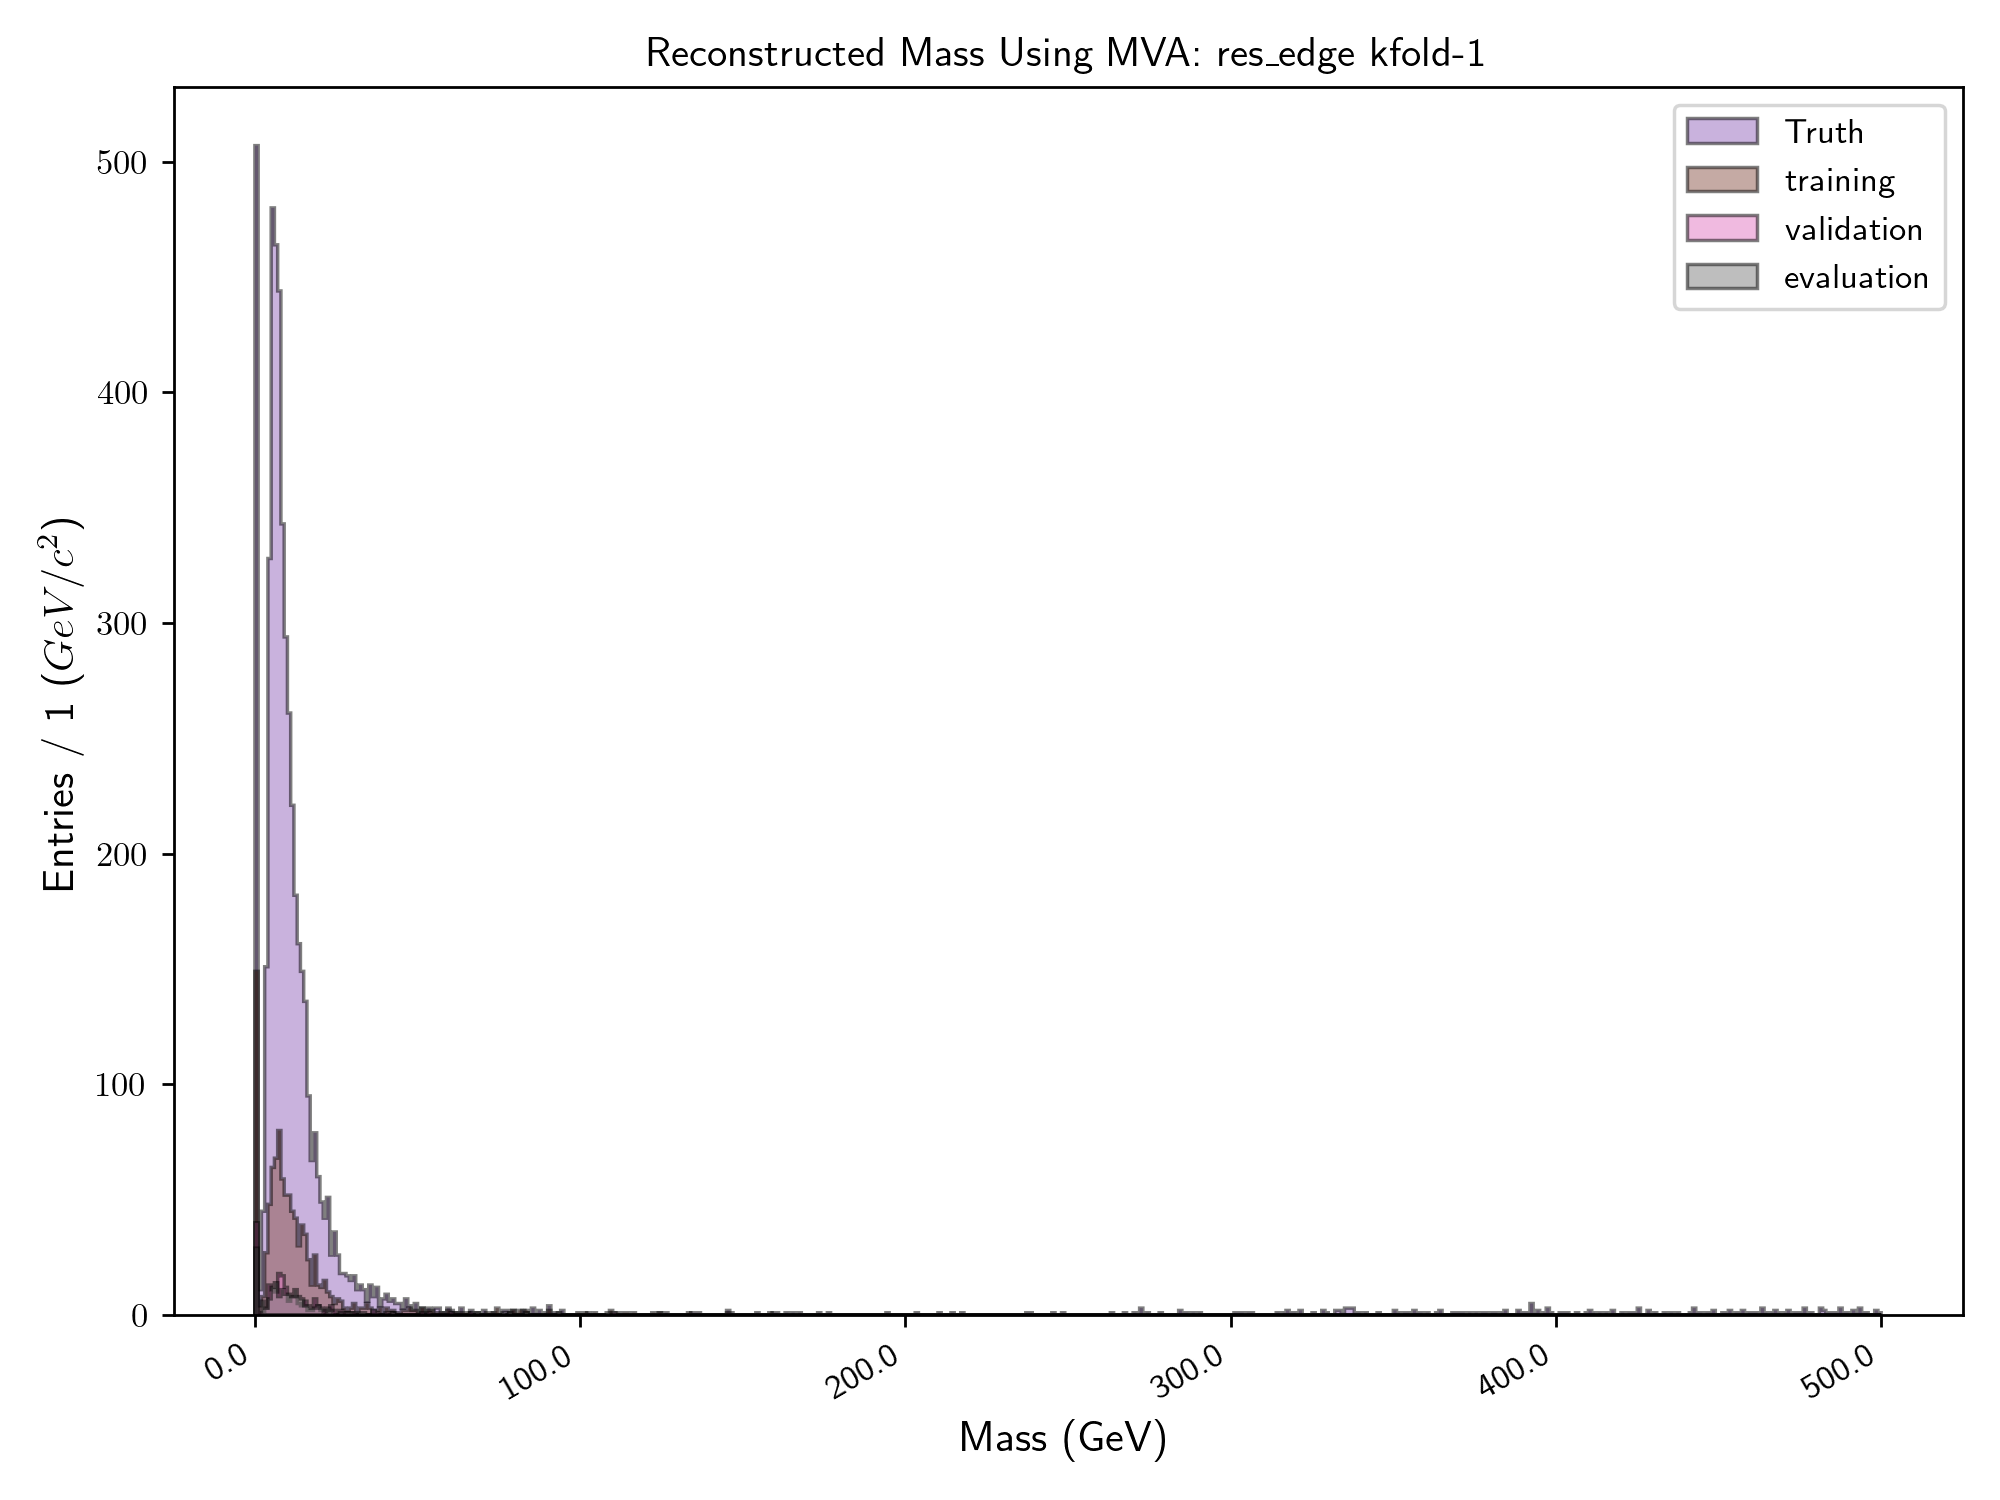 Reconstructed Mass Using MVA: res_edge kfold-1
Truth
training
validation
evaluation
Entries / 1 (GeV/c²)
500
400
300
200
100
0
0.0
100.0
200.0
300.0
400.0
500.0
Mass (GeV)